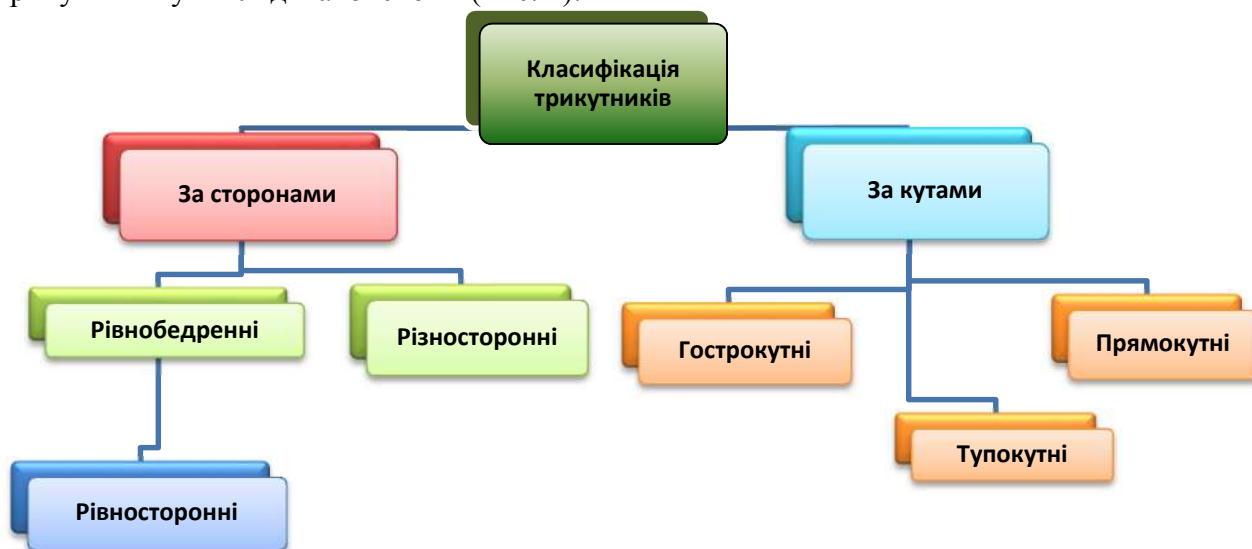 Класифікація
трикутників
За сторонами
За кутами
Рівнобедренні
Різносторонні
Гострокутні
Прямокутні
Тупокутні
Рівносторонні